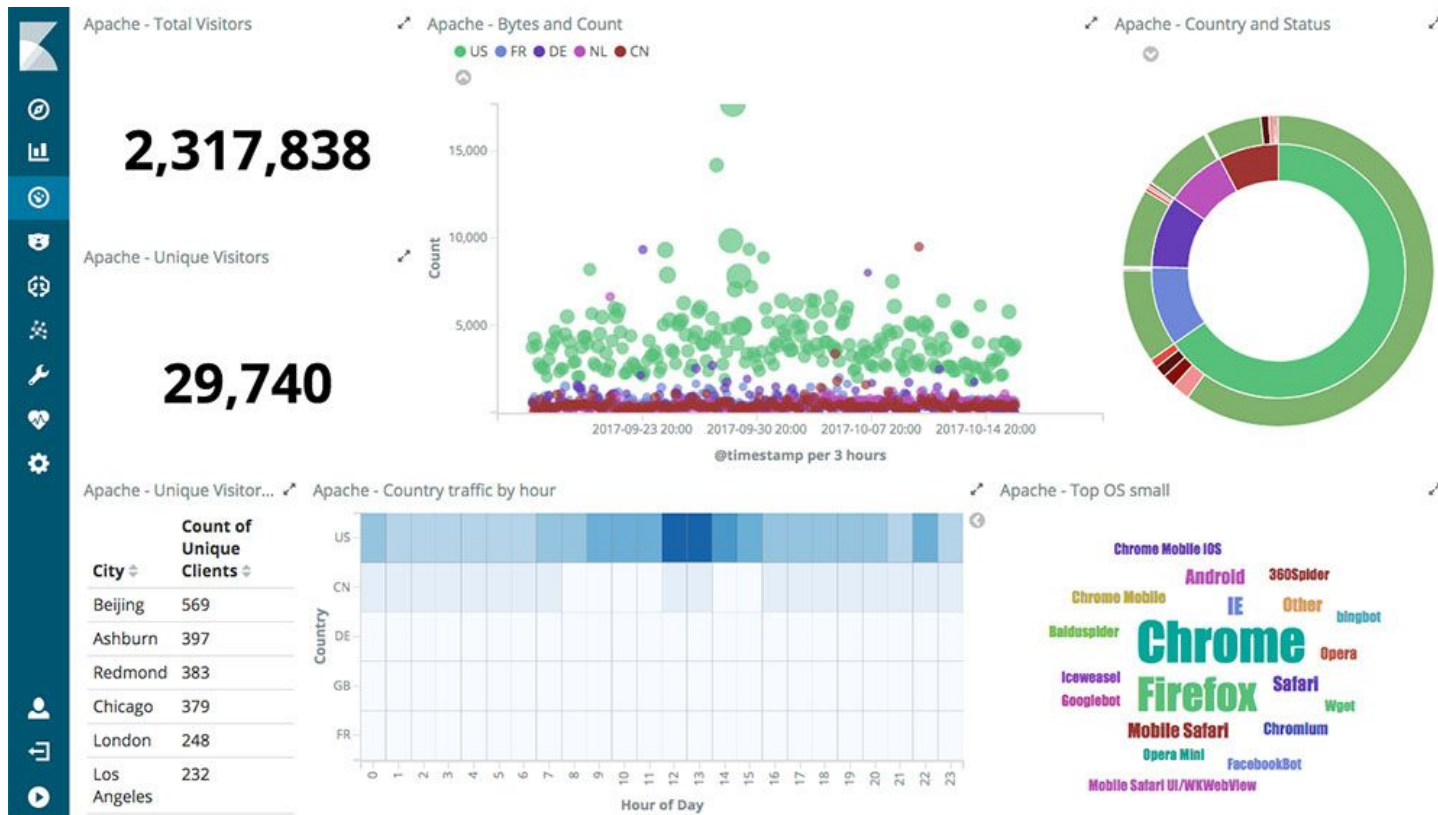 Apache - Total Visitors
2,317,838
Apache - Bytes and Count
US FR DE NL CN
15,000
10,000
5,000
Count
2017-09-23 20:00 2017-09-30 20:00 2017-10-07 20:00 2017-10-14 20:00
@timestamp per 3 hours
Apache - Country and Status
Apache - Unique Visitors
29,740
Apache - Unique Visitor...
City Count of
Unique
Clients
Beijing 569
Ashburn 397
Redmond 383
Chicago 379
London 248
Los
Angeles 232
Apache - Country traffic by hour
Country
US
CN
DE
GB
FR
0 1 2 3 4 5 6 7 8 9 10 11 12 13 14 15 16 17 18 19 20 21 22 23
Hour of Day
Apache - Top OS small
Chrome Mobile iOS
Android 360Spider
Chrome Mobile IE Other bingbot
Baiduspider Chrome Opera
Iceweasel Safari
Googlebot Firefox Wget
Mobile Safari Chromium
Opera Mini FacebookBot
Mobile Safari UI/WKWebView